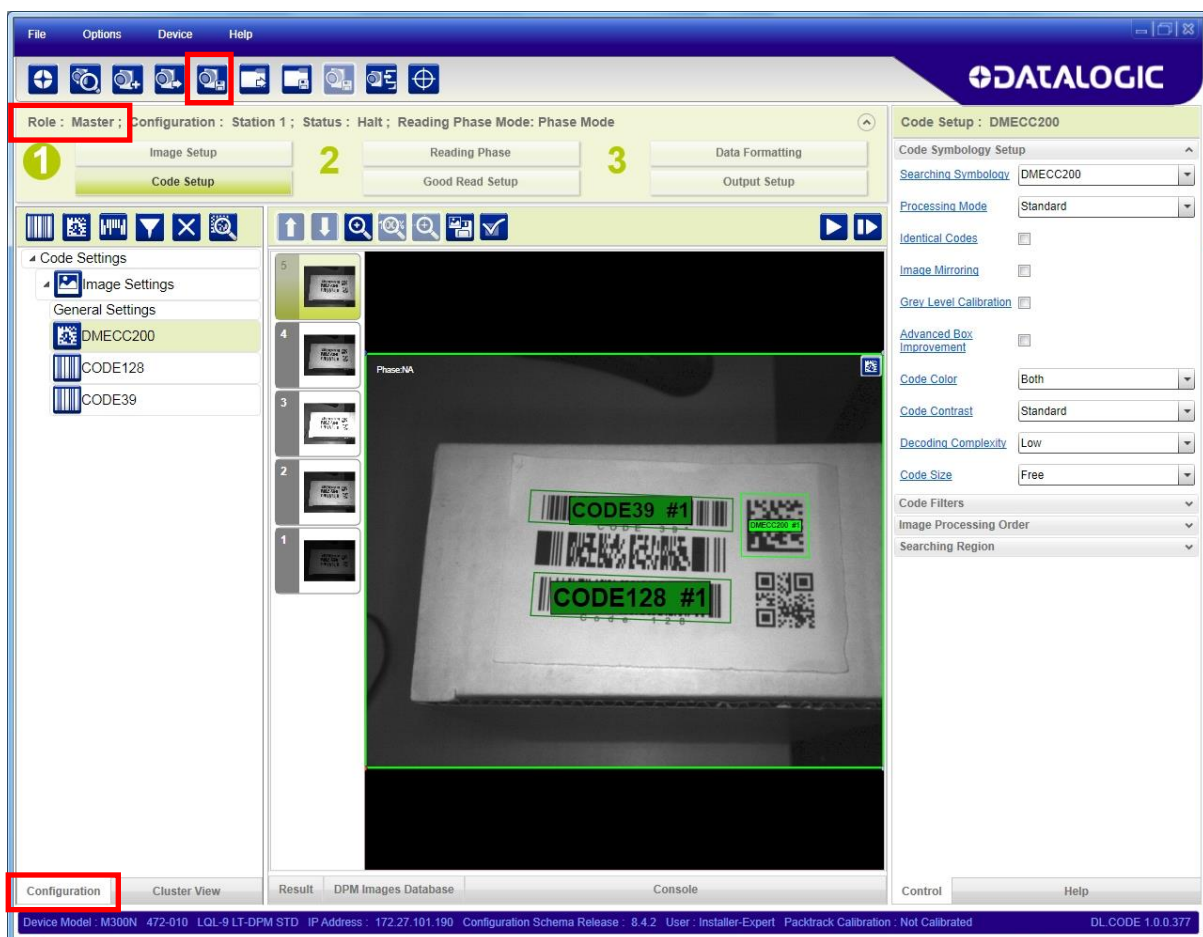 File Options Device Help
DATALOGIC
Role : Master ; Configuration : Station 1 ; Status : Halt ; Reading Phase Mode: Phase Mode
1 Image Setup 2 Reading Phase 3 Data Formatting
Code Setup Good Read Setup Output Setup
Code Settings
Image Settings
General Settings
DMECC200
CODE128
CODE39
5
4
3
2
1
Phase:NA
CODE39 #1
CODE 39
DMECC200 #1
CODE128 #1
Code 128
Code Setup : DMECC200
Code Symbology Setup
Searching Symbology DMECC200
Processing Mode Standard
Identical Codes
Image Mirroring
Grey Level Calibration
Advanced Box
Improvement
Code Color Both
Code Contrast Standard
Decoding Complexity Low
Code Size Free
Code Filters
Image Processing Order
Searching Region
Configuration Cluster View Result DPM Images Database Console Control Help
Device Model : M300N 472-010 LQL-9 LT-DPM STD IP Address : 172.27.101.190 Configuration Schema Release : 8.4.2 User : Installer-Expert Packtrack Calibration : Not Calibrated DL.CODE 1.0.0.377